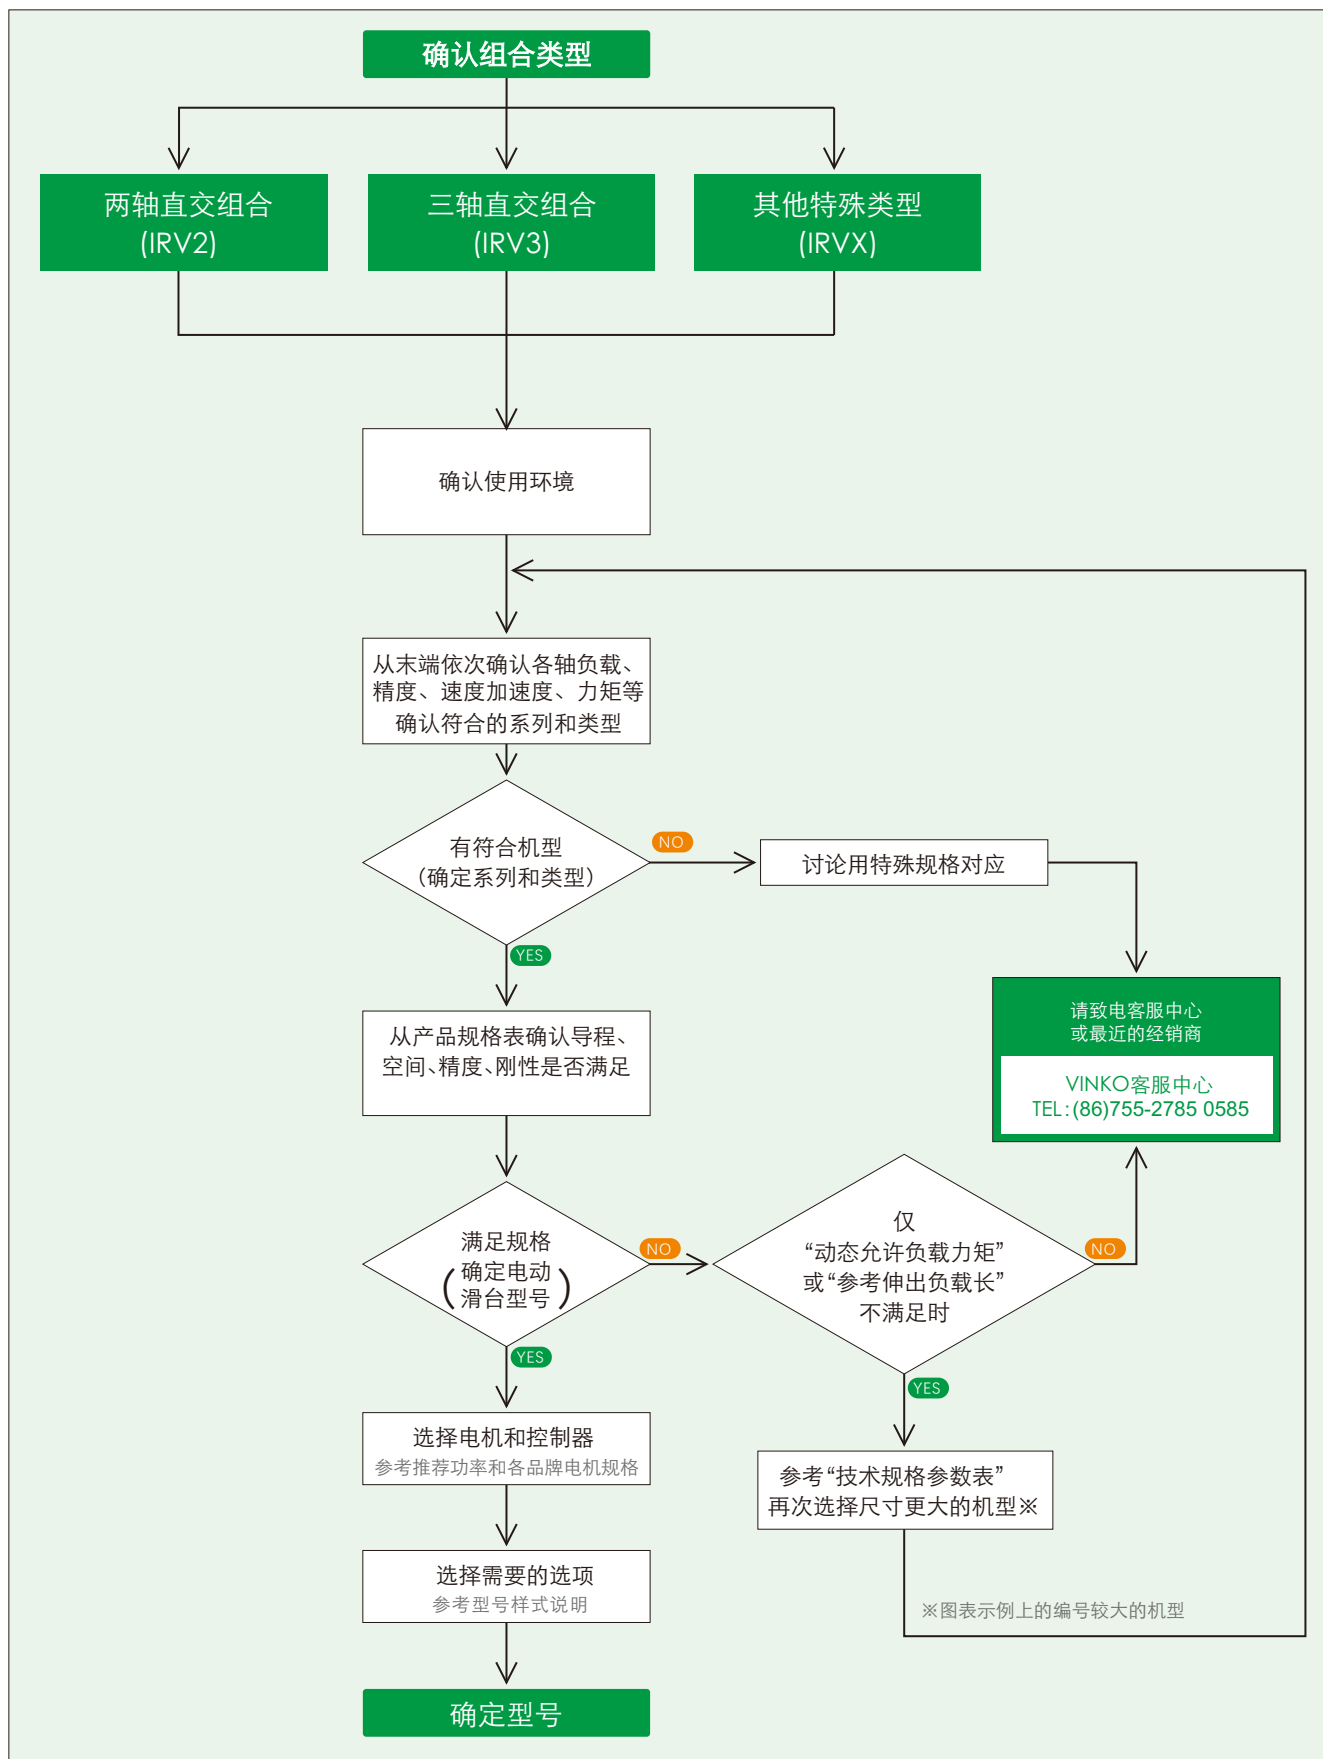 确认组合类型
两轴直交组合
(IRV2)
三轴直交组合
(IRV3)
其他特殊类型
(IRVX)
确认使用环境
从末端依次确认各轴负载、
精度、速度加速度、力矩等
确认符合的系列和类型
有符合机型
（确定系列和类型）
NO
讨论用特殊规格对应
YES
请致电客服中心
或最近的经销商
VINKO客服中心
TEL:(86)755-2785 0585
从产品规格表确认导程、
空间、精度、刚性是否满足
满足规格
(确定电动
滑台型号)
NO
仅
“动态允许负载力矩”
或“参考伸出负载长”
不满足时
NO
YES
YES
选择电机和控制器
参考推荐功率和各品牌电机规格
参考“技术规格参数表”
再次选择尺寸更大的机型※
选择需要的选项
参考型号样式说明
※图表示例上的编号较大的机型
确定型号